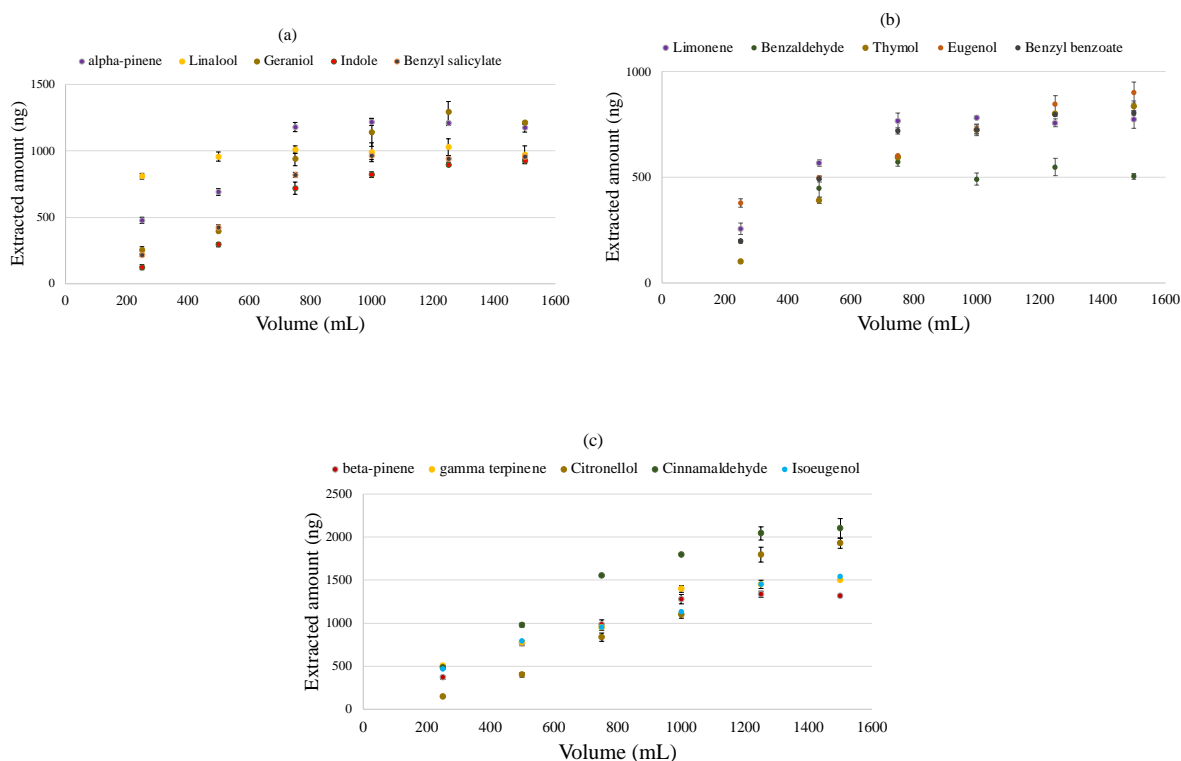 (a)
alpha-pinene Linalool Geraniol Indole Benzyl salicylate
1500
1000
500
0
Extracted amount (ng)
0 200 400 600 800 1000 1200 1400 1600
Volume (mL)
(b)
Limonene Benzaldehyde Thymol Eugenol Benzyl benzoate
1000
500
0
Extracted amount (ng)
0 200 400 600 800 1000 1200 1400 1600
Volume (mL)
(c)
beta-pinene gamma terpinene Citronellol Cinnamaldehyde Isoeugenol
2500
2000
1500
1000
500
0
Extracted amount (ng)
0 200 400 600 800 1000 1200 1400 1600
Volume (mL)